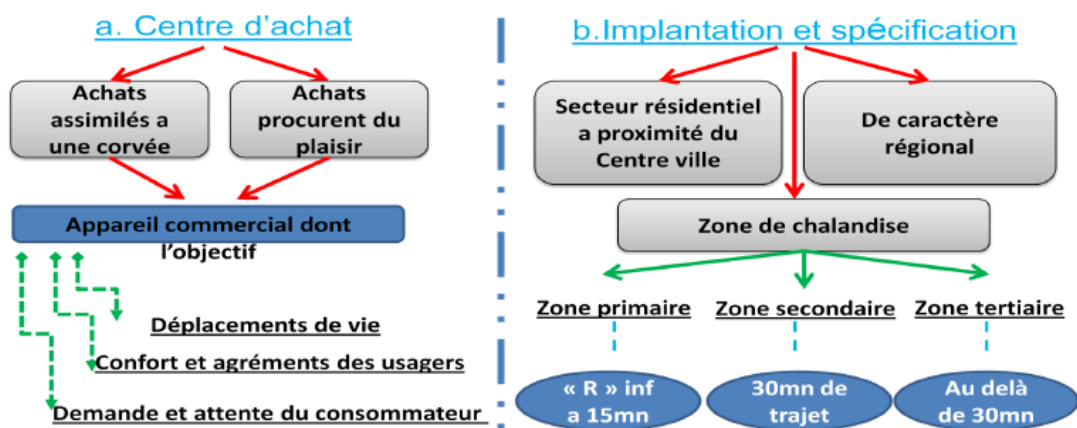 a. Centre d'achat
Achats
assimilés a
une corvée
Achats
procurent du
plaisir
Appareil commercial dont
l'objectif
Déplacements de vie
Confort et agréments des usagers
Demande et attente du consommateur
b.Implantation et spécification
Secteur résidentiel
a proximité du
Centre ville
De caractère
régional
Zone de chalandise
Zone primaire
Zone secondaire
Zone tertiaire
« R » inf
a 15mn
30mn de
trajet
Au delà
de 30mn